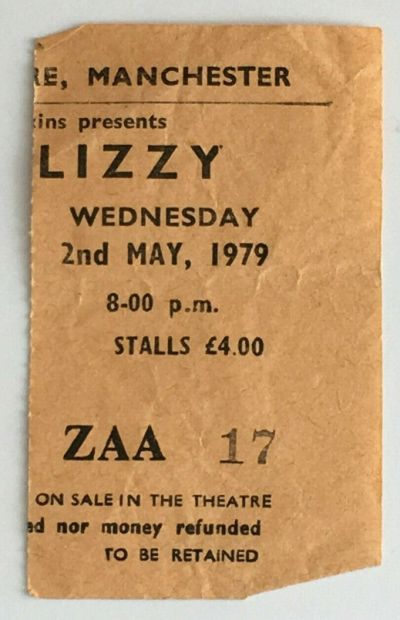 RE, MANCHESTER
ins presents
LIZZY
WEDNESDAY
2nd MAY, 1979
8-00 p.m.
STALLS £4.00
ZAA 17
ON SALE IN THE THEATRE
ed nor money refunded
TO BE RETAINED